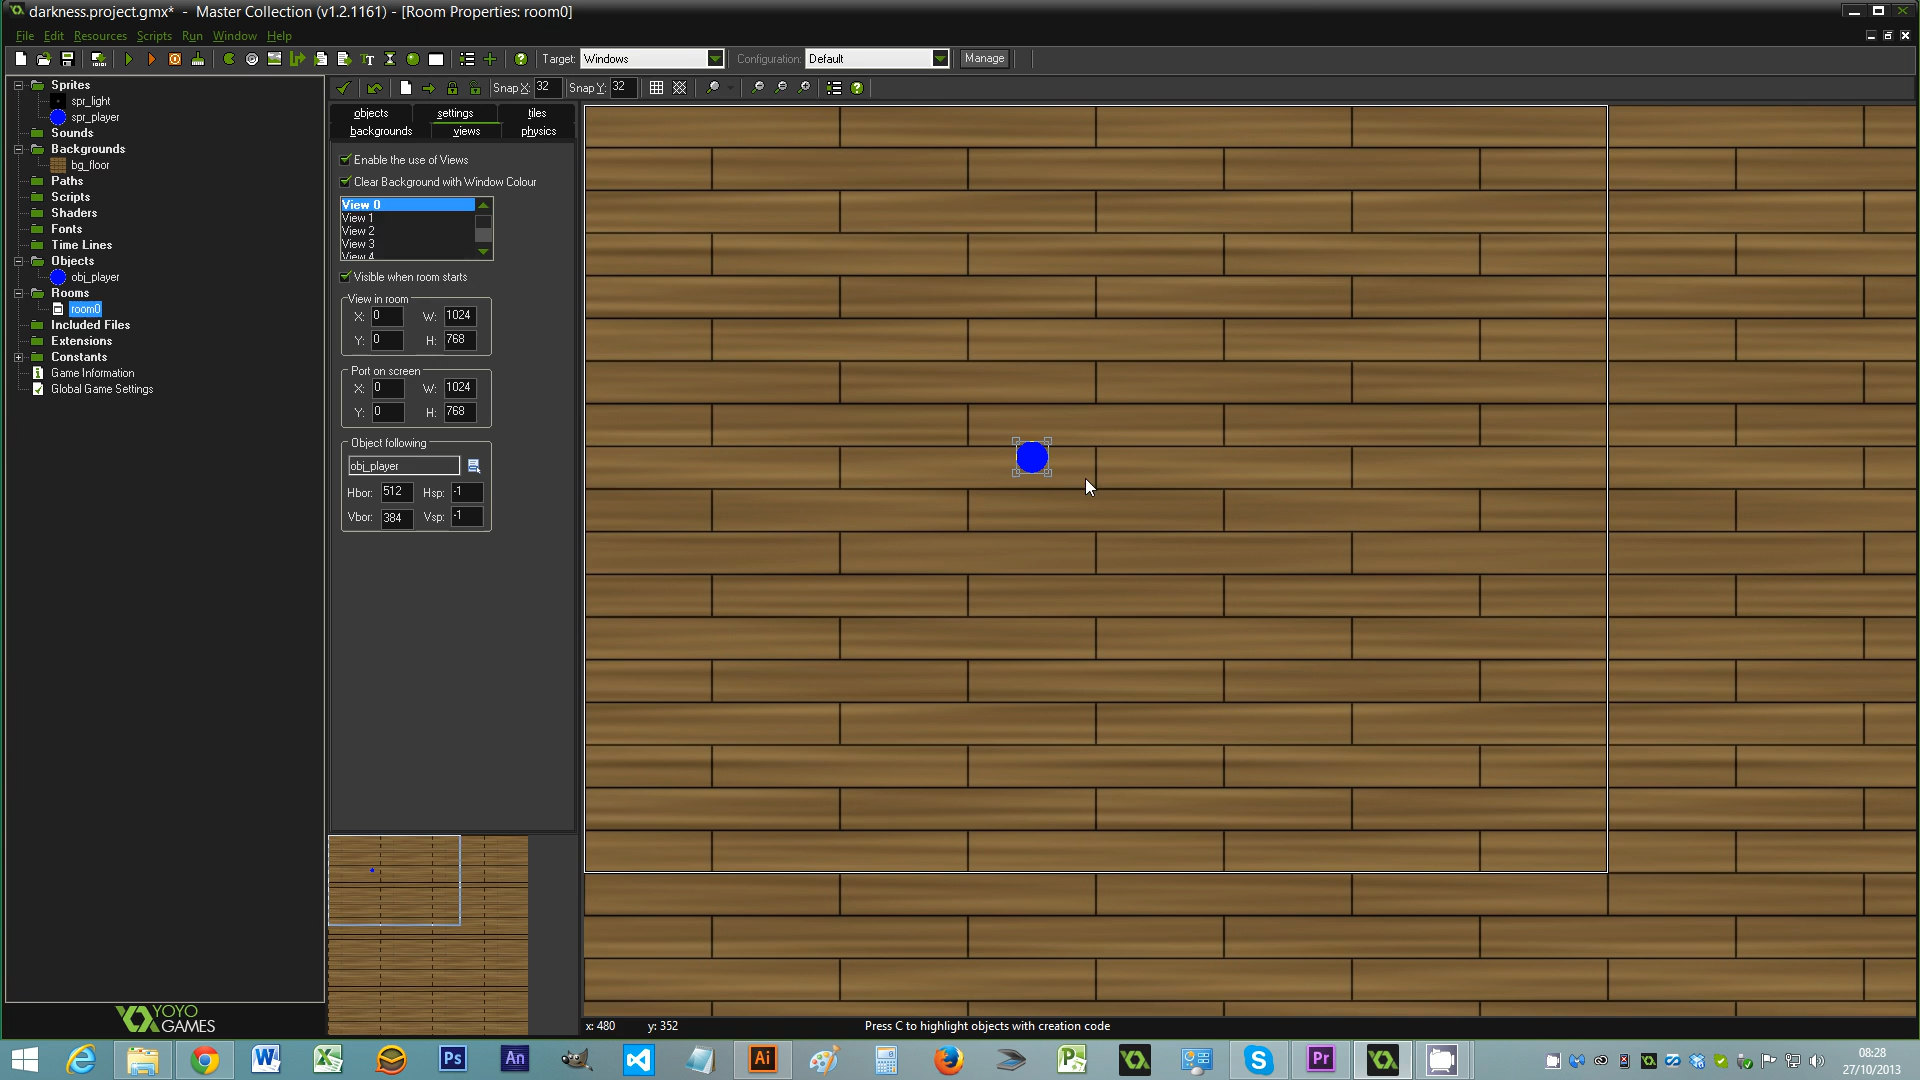 darkness.project.gmx* - Master Collection (v1.2.1161) - [Room Properties: room0]
File Edit Resources Scripts Run Window Help
Target: Windows Configuration: Default Manage
Snap X: 32 Snap Y: 32
Sprites
spr_light
spr_player
Sounds
Backgrounds
bg_floor
Paths
Scripts
Shaders
Fonts
Time Lines
Objects
obj_player
Rooms
room0
Included Files
Extensions
Constants
Game Information
Global Game Settings
YOYO
GAMES
objects settings tiles
backgrounds views physics
Enable the use of Views
Clear Background with Window Colour
View 0
View 1
View 2
View 3
View 4
Visible when room starts
View in room
X: 0 W: 1024
Y: 0 H: 768
Port on screen
X: 0 W: 1024
Y: 0 H: 768
Object following
obj_player
Hbor: 512 Hsp: -1
Vbor: 384 Vsp: -1
x: 480 y: 352 Press C to highlight objects with creation code
Ps An Ai Pr
08:28
27/10/2013